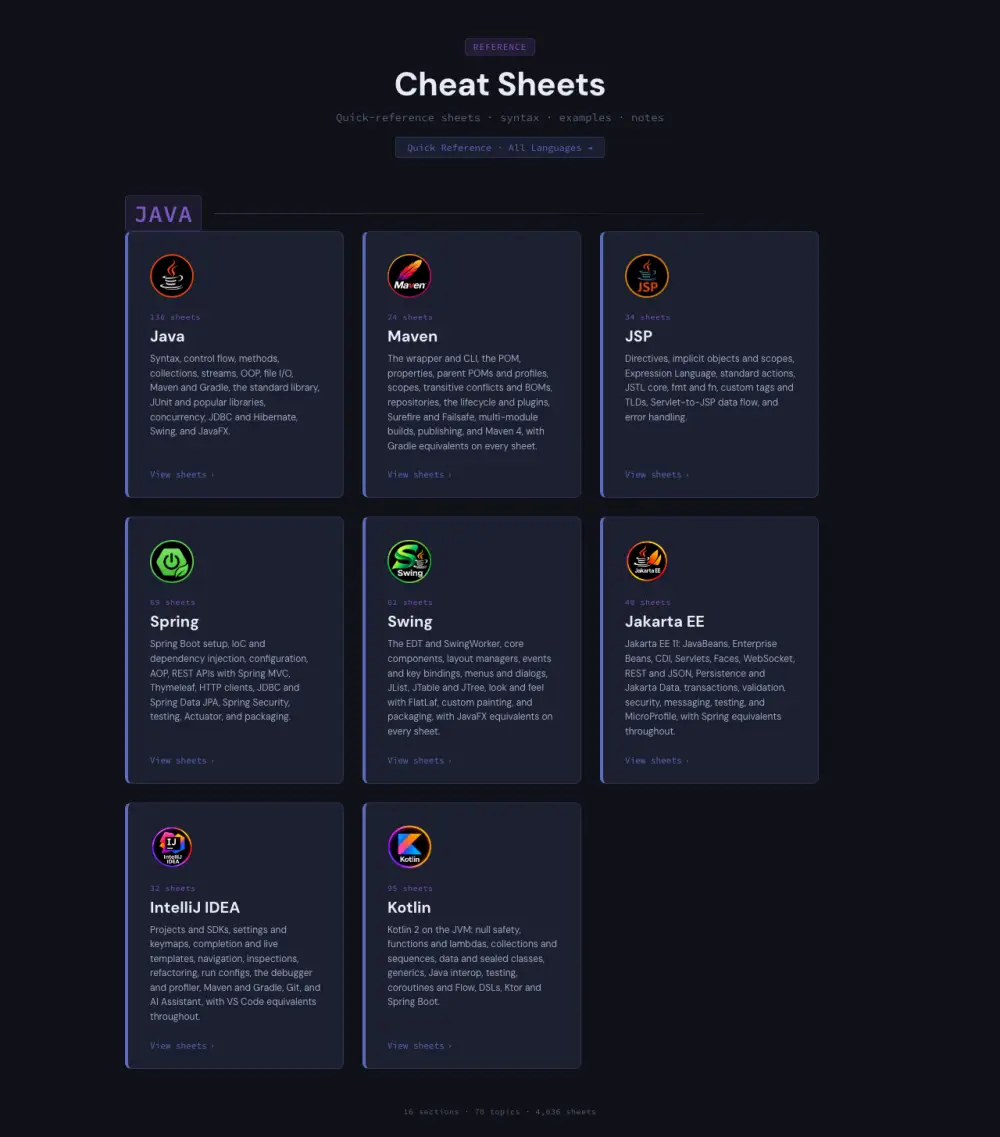 REFERENCE
Cheat Sheets
Quick-reference sheets · syntax · examples · notes
Quick Reference · All Languages →
JAVA
136 sheets
Java
Syntax, control flow, methods,
collections, streams, OOP, file I/O,
Maven and Gradle, the standard library,
JUnit and popular libraries,
concurrency, JDBC and Hibernate,
Swing, and JavaFX.
View sheets ›
Maven
24 sheets
Maven
The wrapper and CLI, the POM,
properties, parent POMs and profiles,
scopes, transitive conflicts and BOMs,
repositories, the lifecycle and plugins,
Surefire and Failsafe, multi-module
builds, publishing, and Maven 4, with
Gradle equivalents on every sheet.
View sheets ›
JSP
34 sheets
JSP
Directives, implicit objects and scopes,
Expression Language, standard actions,
JSTL core, fmt and fn, custom tags and
TLDs, Servlet-to-JSP data flow, and
error handling.
View sheets ›
sheets
Spring
Spring Boot setup, IoC and
dependency injection, configuration,
AOP, REST APIs with Spring MVC,
Thymeleaf, HTTP clients, JDBC and
Spring Data JPA, Spring Security,
testing, Actuator, and packaging.
View sheets ›
S
Swing
sheets
Swing
The EDT and SwingWorker, core
components, layout managers, events
and key bindings, menus and dialogs,
JList, JTable and JTree, look and feel
with FlatLaf, custom painting, and
packaging, with JavaFX equivalents on
every sheet.
View sheets ›
Jakarta EE
sheets
Jakarta EE
Jakarta EE 11: JavaBeans, Enterprise
Beans, CDI, Servlets, Faces, WebSocket,
REST and JSON, Persistence and
Jakarta Data, transactions, validation,
security, messaging, testing, and
MicroProfile, with Spring equivalents
throughout.
View sheets ›
IJ
IntelliJ
IDEA
32 sheets
IntelliJ IDEA
Projects and SDKs, settings and
keymaps, completion and live
templates, navigation, inspections,
refactoring, run configs, the debugger
and profiler, Maven and Gradle, Git, and
AI Assistant, with VS Code equivalents
throughout.
View sheets ›
Kotlin
sheets
Kotlin
Kotlin 2 on the JVM: null safety,
functions and lambdas, collections and
sequences, data and sealed classes,
generics, Java interop, testing,
coroutines and Flow, DSLs, Ktor and
Spring Boot.
View sheets ›
16 sections · topics · 4,036 sheets